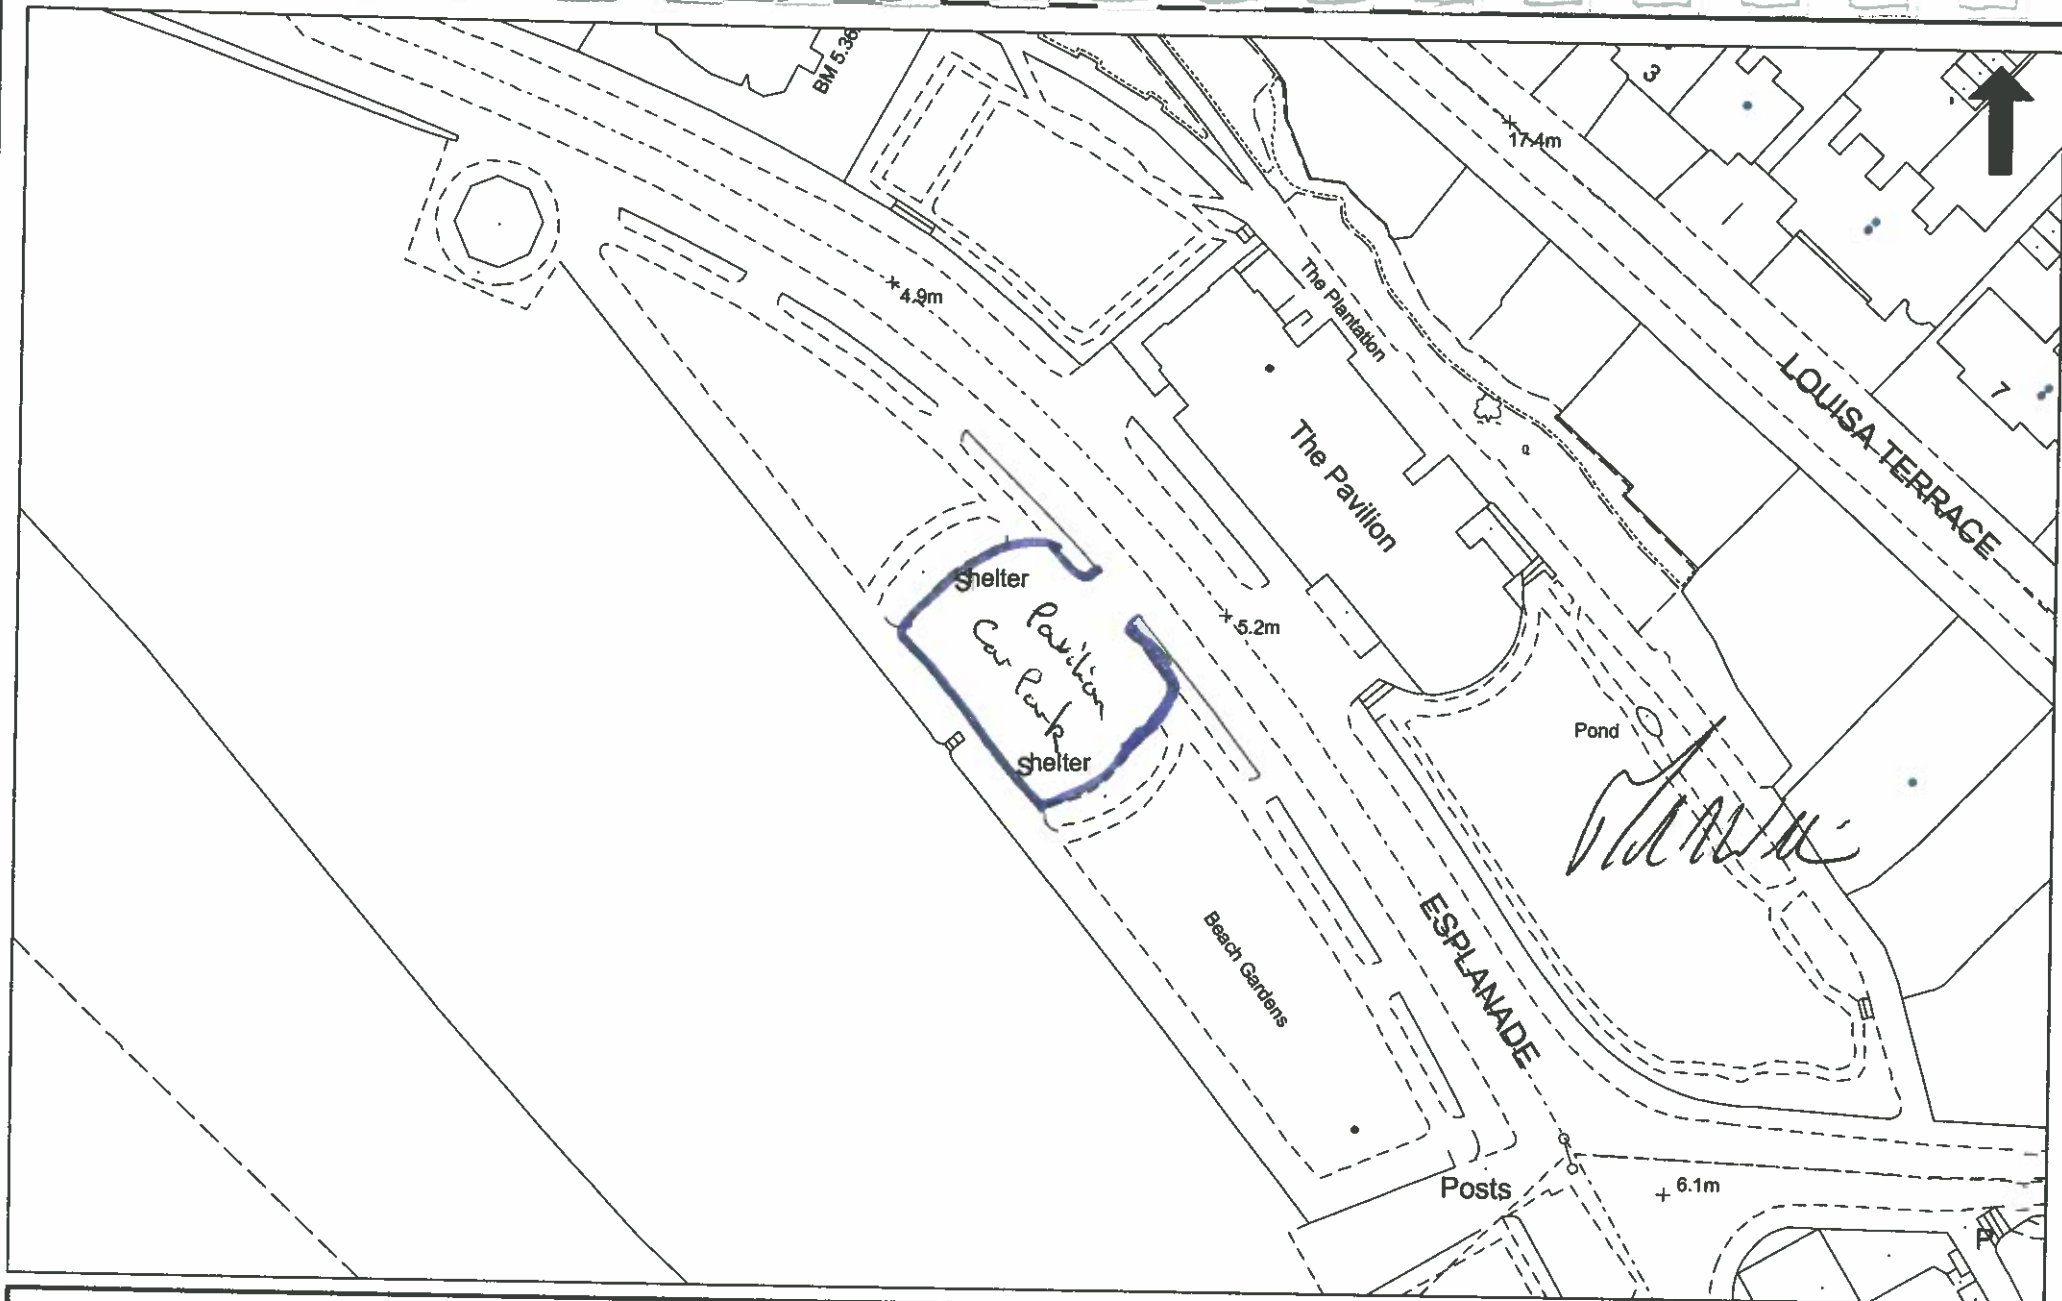 BM 5.36
3
17.4m
4.9m
The Plantation
LOUISA TERRACE
7
The Pavilion
Shelter
Pavilion
Car Park
5.2m
Shelter
Pond
Beach Gardens
ESPLANADE
Posts
6.1m
P